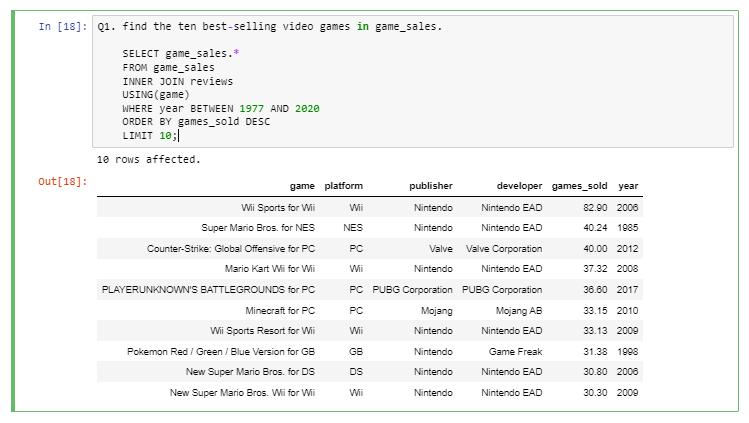 In [18]: Q1. find the ten best-selling video games in game_sales.
SELECT game_sales.*
FROM game_sales
INNER JOIN reviews
USING(game)
WHERE year BETWEEN 1977 AND 2020
ORDER BY games_sold DESC
LIMIT 10;
10 rows affected.
Out[18]:
game platform publisher developer games_sold year
Wii Sports for Wii Wii Nintendo Nintendo EAD 82.90 2006
Super Mario Bros. for NES NES Nintendo Nintendo EAD 40.24 1985
Counter-Strike: Global Offensive for PC PC Valve Valve Corporation 40.00 2012
Mario Kart Wii for Wii Wii Nintendo Nintendo EAD 37.32 2008
PLAYERUNKNOWN'S BATTLEGROUNDS for PC PC PUBG Corporation PUBG Corporation 36.60 2017
Minecraft for PC PC Mojang Mojang AB 33.15 2010
Wii Sports Resort for Wii Wii Nintendo Nintendo EAD 33.13 2009
Pokemon Red / Green / Blue Version for GB GB Nintendo Game Freak 31.38 1998
New Super Mario Bros. for DS DS Nintendo Nintendo EAD 30.80 2006
New Super Mario Bros. Wii for Wii Wii Nintendo Nintendo EAD 30.30 2009